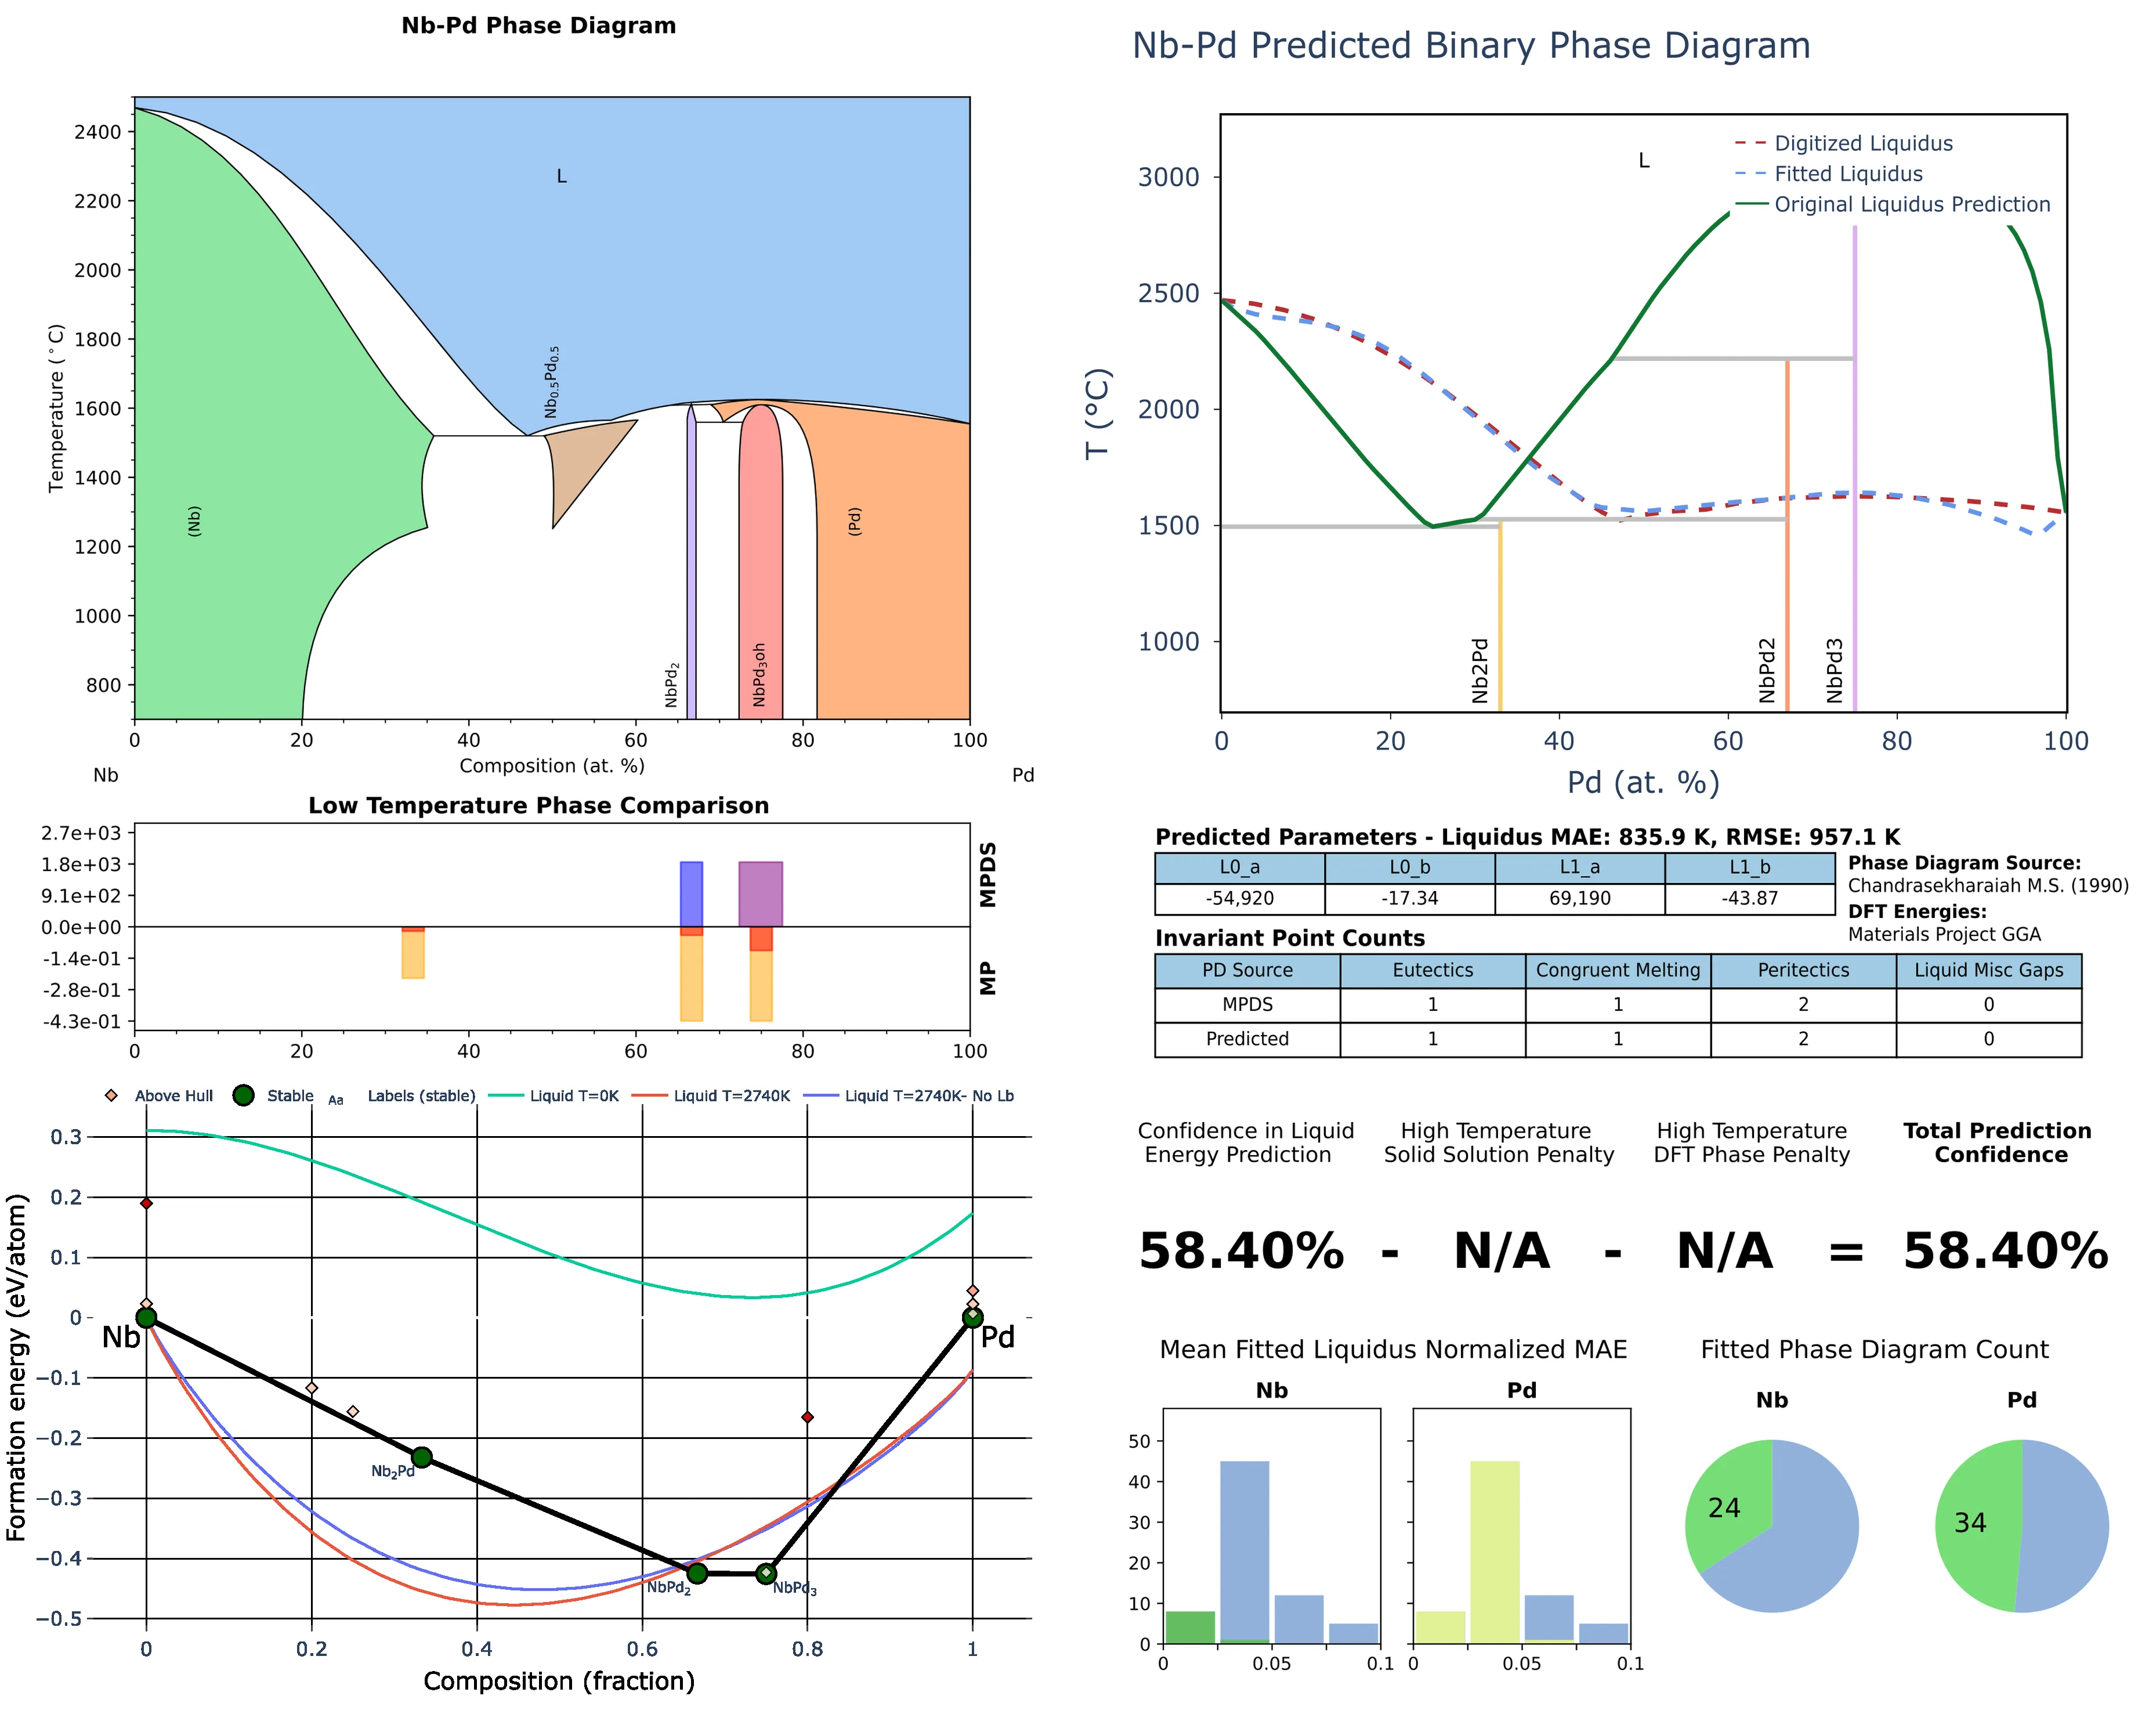 Nb-Pd Phase Diagram
2400
2200
2000
1800
1600
1400
1200
1000
800
Temperature (°C)
L
(Nb)
Nb0.5Pd0.5
NbPd2
NbPd3oh
(Pd)
0 20 40 60 80 100
Composition (at. %)
Nb Pd
Nb-Pd Predicted Binary Phase Diagram
3000
2500
2000
1500
1000
T (°C)
L
Digitized Liquidus
Fitted Liquidus
Original Liquidus Prediction
Nb2Pd
NbPd2
NbPd3
0 20 40 60 80 100
Pd (at. %)
Low Temperature Phase Comparison
2.7e+03
1.8e+03
9.1e+02
0.0e+00
-1.4e-01
-2.8e-01
-4.3e-01
MPDS
MP
0 20 40 60 80 100
Predicted Parameters - Liquidus MAE: 835.9 K, RMSE: 957.1 K
L0_a L0_b L1_a L1_b
-54,920 -17.34 69,190 -43.87
Phase Diagram Source:
Chandrasekharaiah M.S. (1990)
DFT Energies:
Materials Project GGA
Invariant Point Counts
PD Source Eutectics Congruent Melting Peritectics Liquid Misc Gaps
MPDS 1 1 2 0
Predicted 1 1 2 0
Above Hull Stable Aa Labels (stable) Liquid T=0K Liquid T=2740K Liquid T=2740K- No Lb
0.3
0.2
0.1
0
−0.1
−0.2
−0.3
−0.4
−0.5
Formation energy (eV/atom)
Nb
Pd
Nb2Pd
NbPd2
NbPd3
0 0.2 0.4 0.6 0.8 1
Composition (fraction)
Confidence in Liquid
Energy Prediction
High Temperature
Solid Solution Penalty
High Temperature
DFT Phase Penalty
Total Prediction
Confidence
58.40% - N/A - N/A = 58.40%
Mean Fitted Liquidus Normalized MAE
Nb
Pd
50
40
30
20
10
0
0 0.05 0.1
0 0.05 0.1
Fitted Phase Diagram Count
Nb
24
Pd
34